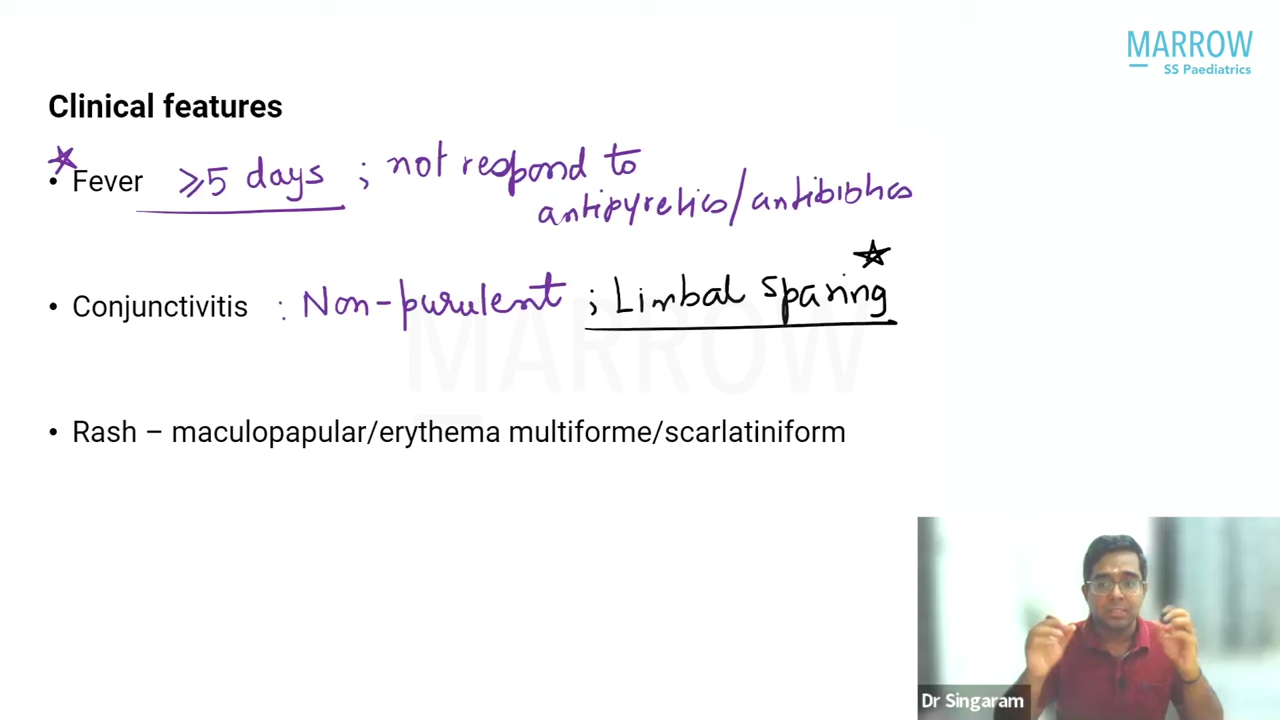 MARROW
SS Paediatrics
Clinical features
• Fever ≥5 days ; not respond to
antipyretics/antibiotics
• Conjunctivitis : Non-purulent ; Limbal sparing
MARROW
• Rash – maculopapular/erythema multiforme/scarlatiniform
Dr Singaram